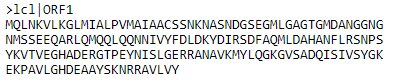 >lcl|ORF1
MQLNKVLKGLMIALPVMAIAACSSNKNASNDGSEGMLGAGTGMDANGGNG
NMSSEEQARLQMQQLQQNNIVYFDLDKYDIRSDFAQMLDAHANFLRSNPS
YKVTVEGHADERGTPEYNISLGERRANAVKMYLQGKGVSADQISIVSYGK
EKPAVLGHDEAAYSKNRRAVLVY